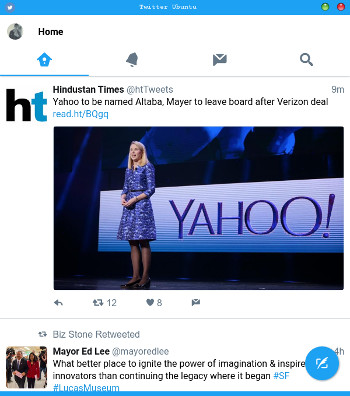 Twitter Ubuntu
Home
ht
Hindustan Times @htTweets 9m
Yahoo to be named Altaba, Mayer to leave board after Verizon deal
read.ht/BQgq
YAHOO!
12 8
Biz Stone Retweeted
Mayor Ed Lee @mayoredlee 4h
What better place to ignite the power of imagination & inspire
innovators than continuing the legacy where it began #SF
#LucasMuseum